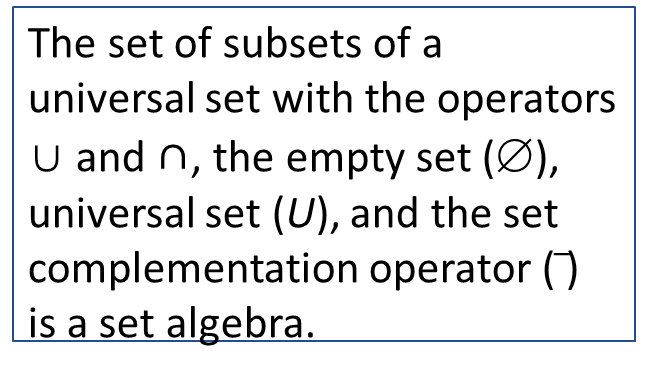 The set of subsets of a
universal set with the operators
∪ and ∩, the empty set (∅),
universal set (U), and the set
complementation operator (‾)
is a set algebra.